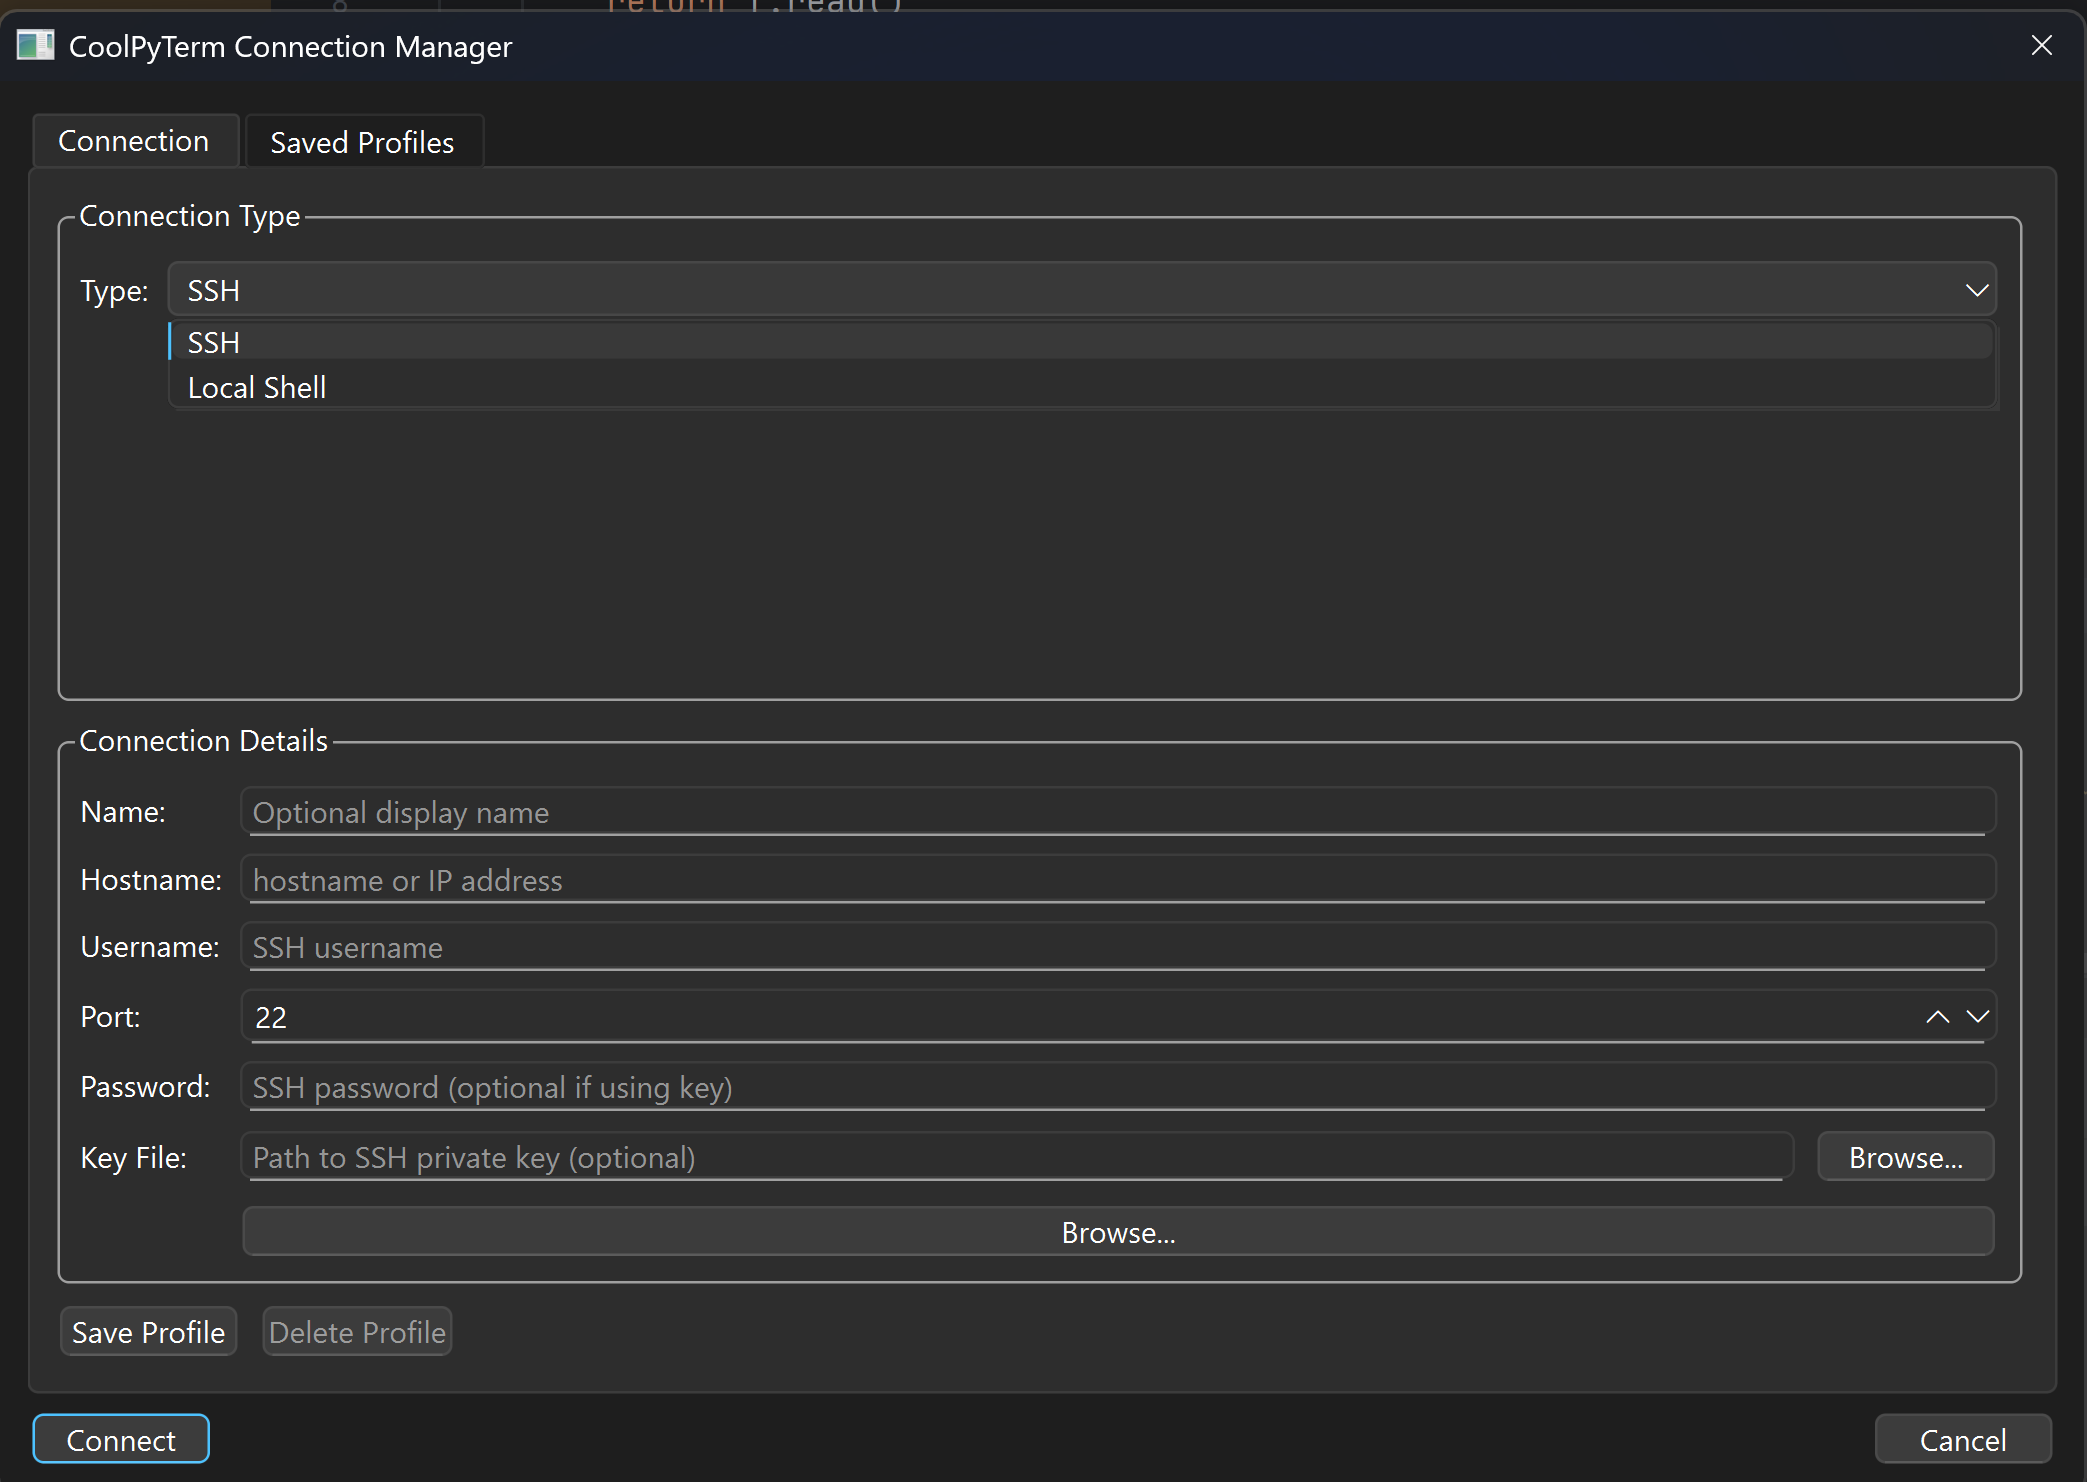 return f.read()
CoolPyTerm Connection Manager
Connection
Saved Profiles
Connection Type
Type:
SSH
SSH
Local Shell
Connection Details
Name:
Optional display name
Hostname:
hostname or IP address
Username:
SSH username
Port:
22
Password:
SSH password (optional if using key)
Key File:
Path to SSH private key (optional)
Browse...
Browse...
Save Profile
Delete Profile
Connect
Cancel